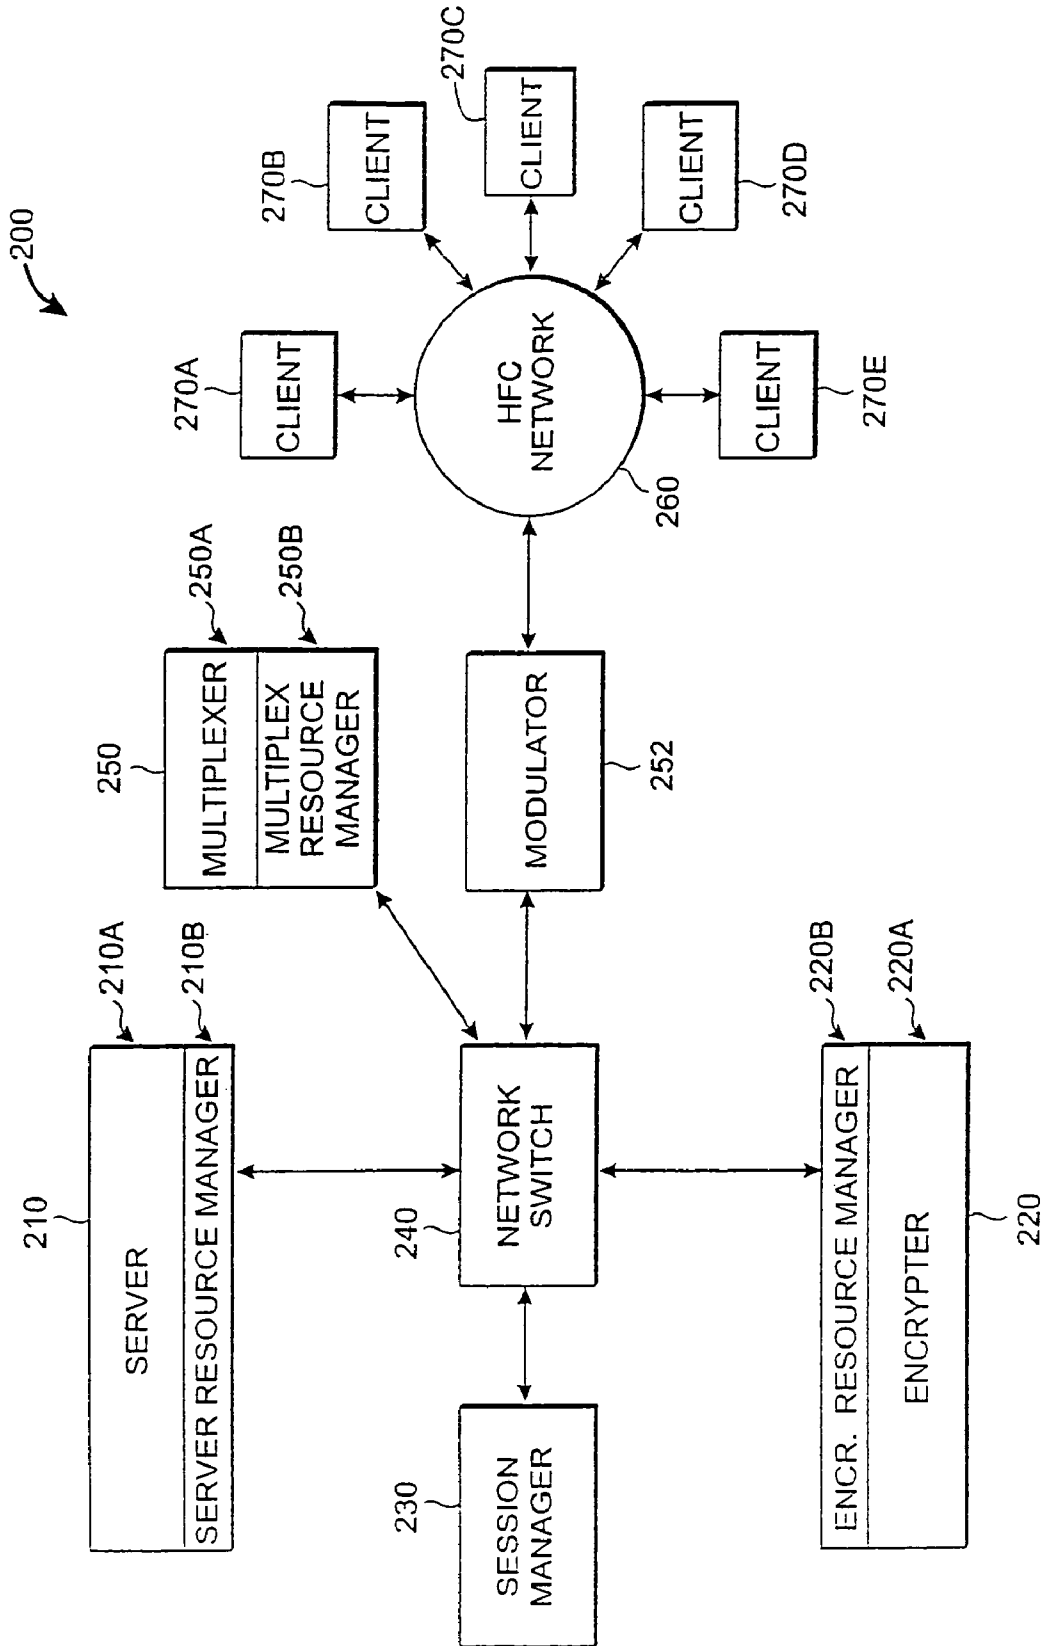 200
210
SERVER
210A
SERVER RESOURCE MANAGER
210B
250
MULTIPLEXER
250A
MULTIPLEX
RESOURCE
MANAGER
250B
270A
CLIENT
270B
CLIENT
270C
CLIENT
230
SESSION
MANAGER
240
NETWORK
SWITCH
MODULATOR
252
HFC
NETWORK
260
CLIENT
270D
CLIENT
270E
ENCR. RESOURCE MANAGER
220B
ENCRYPTER
220A
220